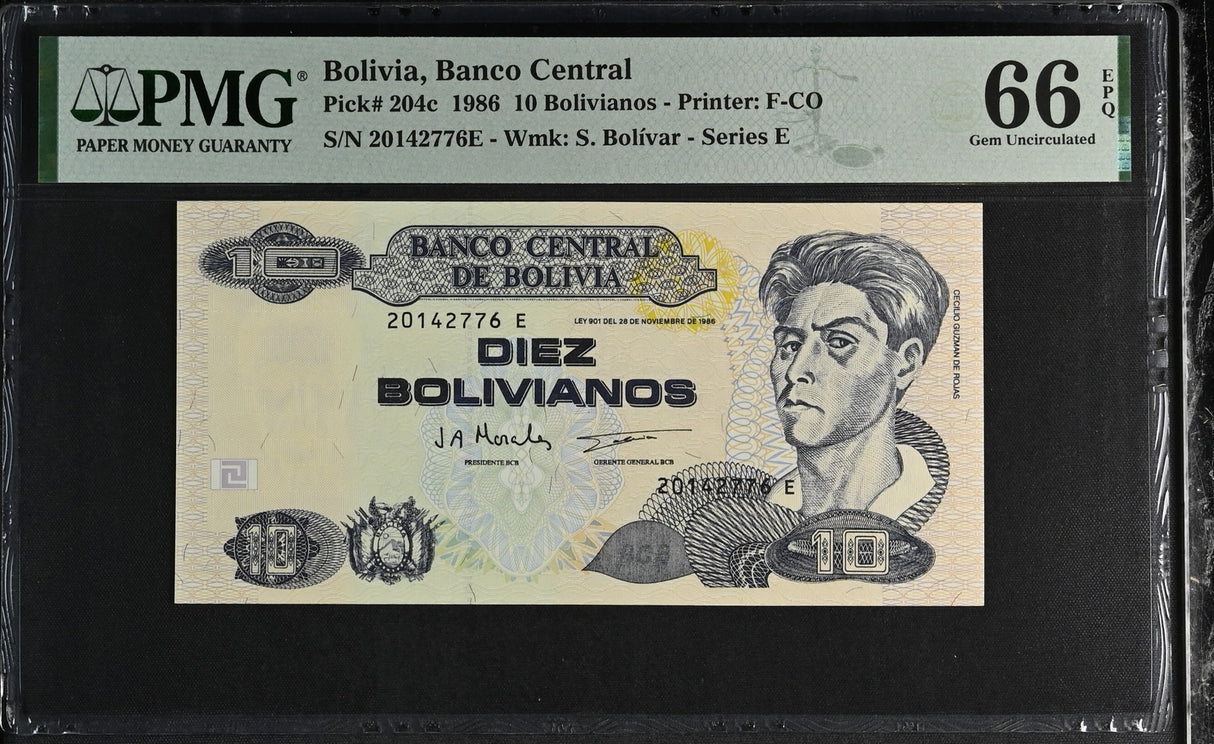 PMG®
PAPER MONEY GUARANTY
Bolivia, Banco Central
Pick# 204c 1986 10 Bolivianos - Printer: F-CO
S/N 20142776E - Wmk: S. Bolívar - Series E
66 EPQ
Gem Uncirculated
10
BANCO CENTRAL
DE BOLIVIA
20142776 E
LEY 901 DEL 28 DE NOVIEMBRE DE 1986
DIEZ
BOLIVIANOS
CECILIO GUZMAN DE ROJAS
J A Morales
PRESIDENTE BCB
GERENTE GENERAL BCB
20142776 E
10
10